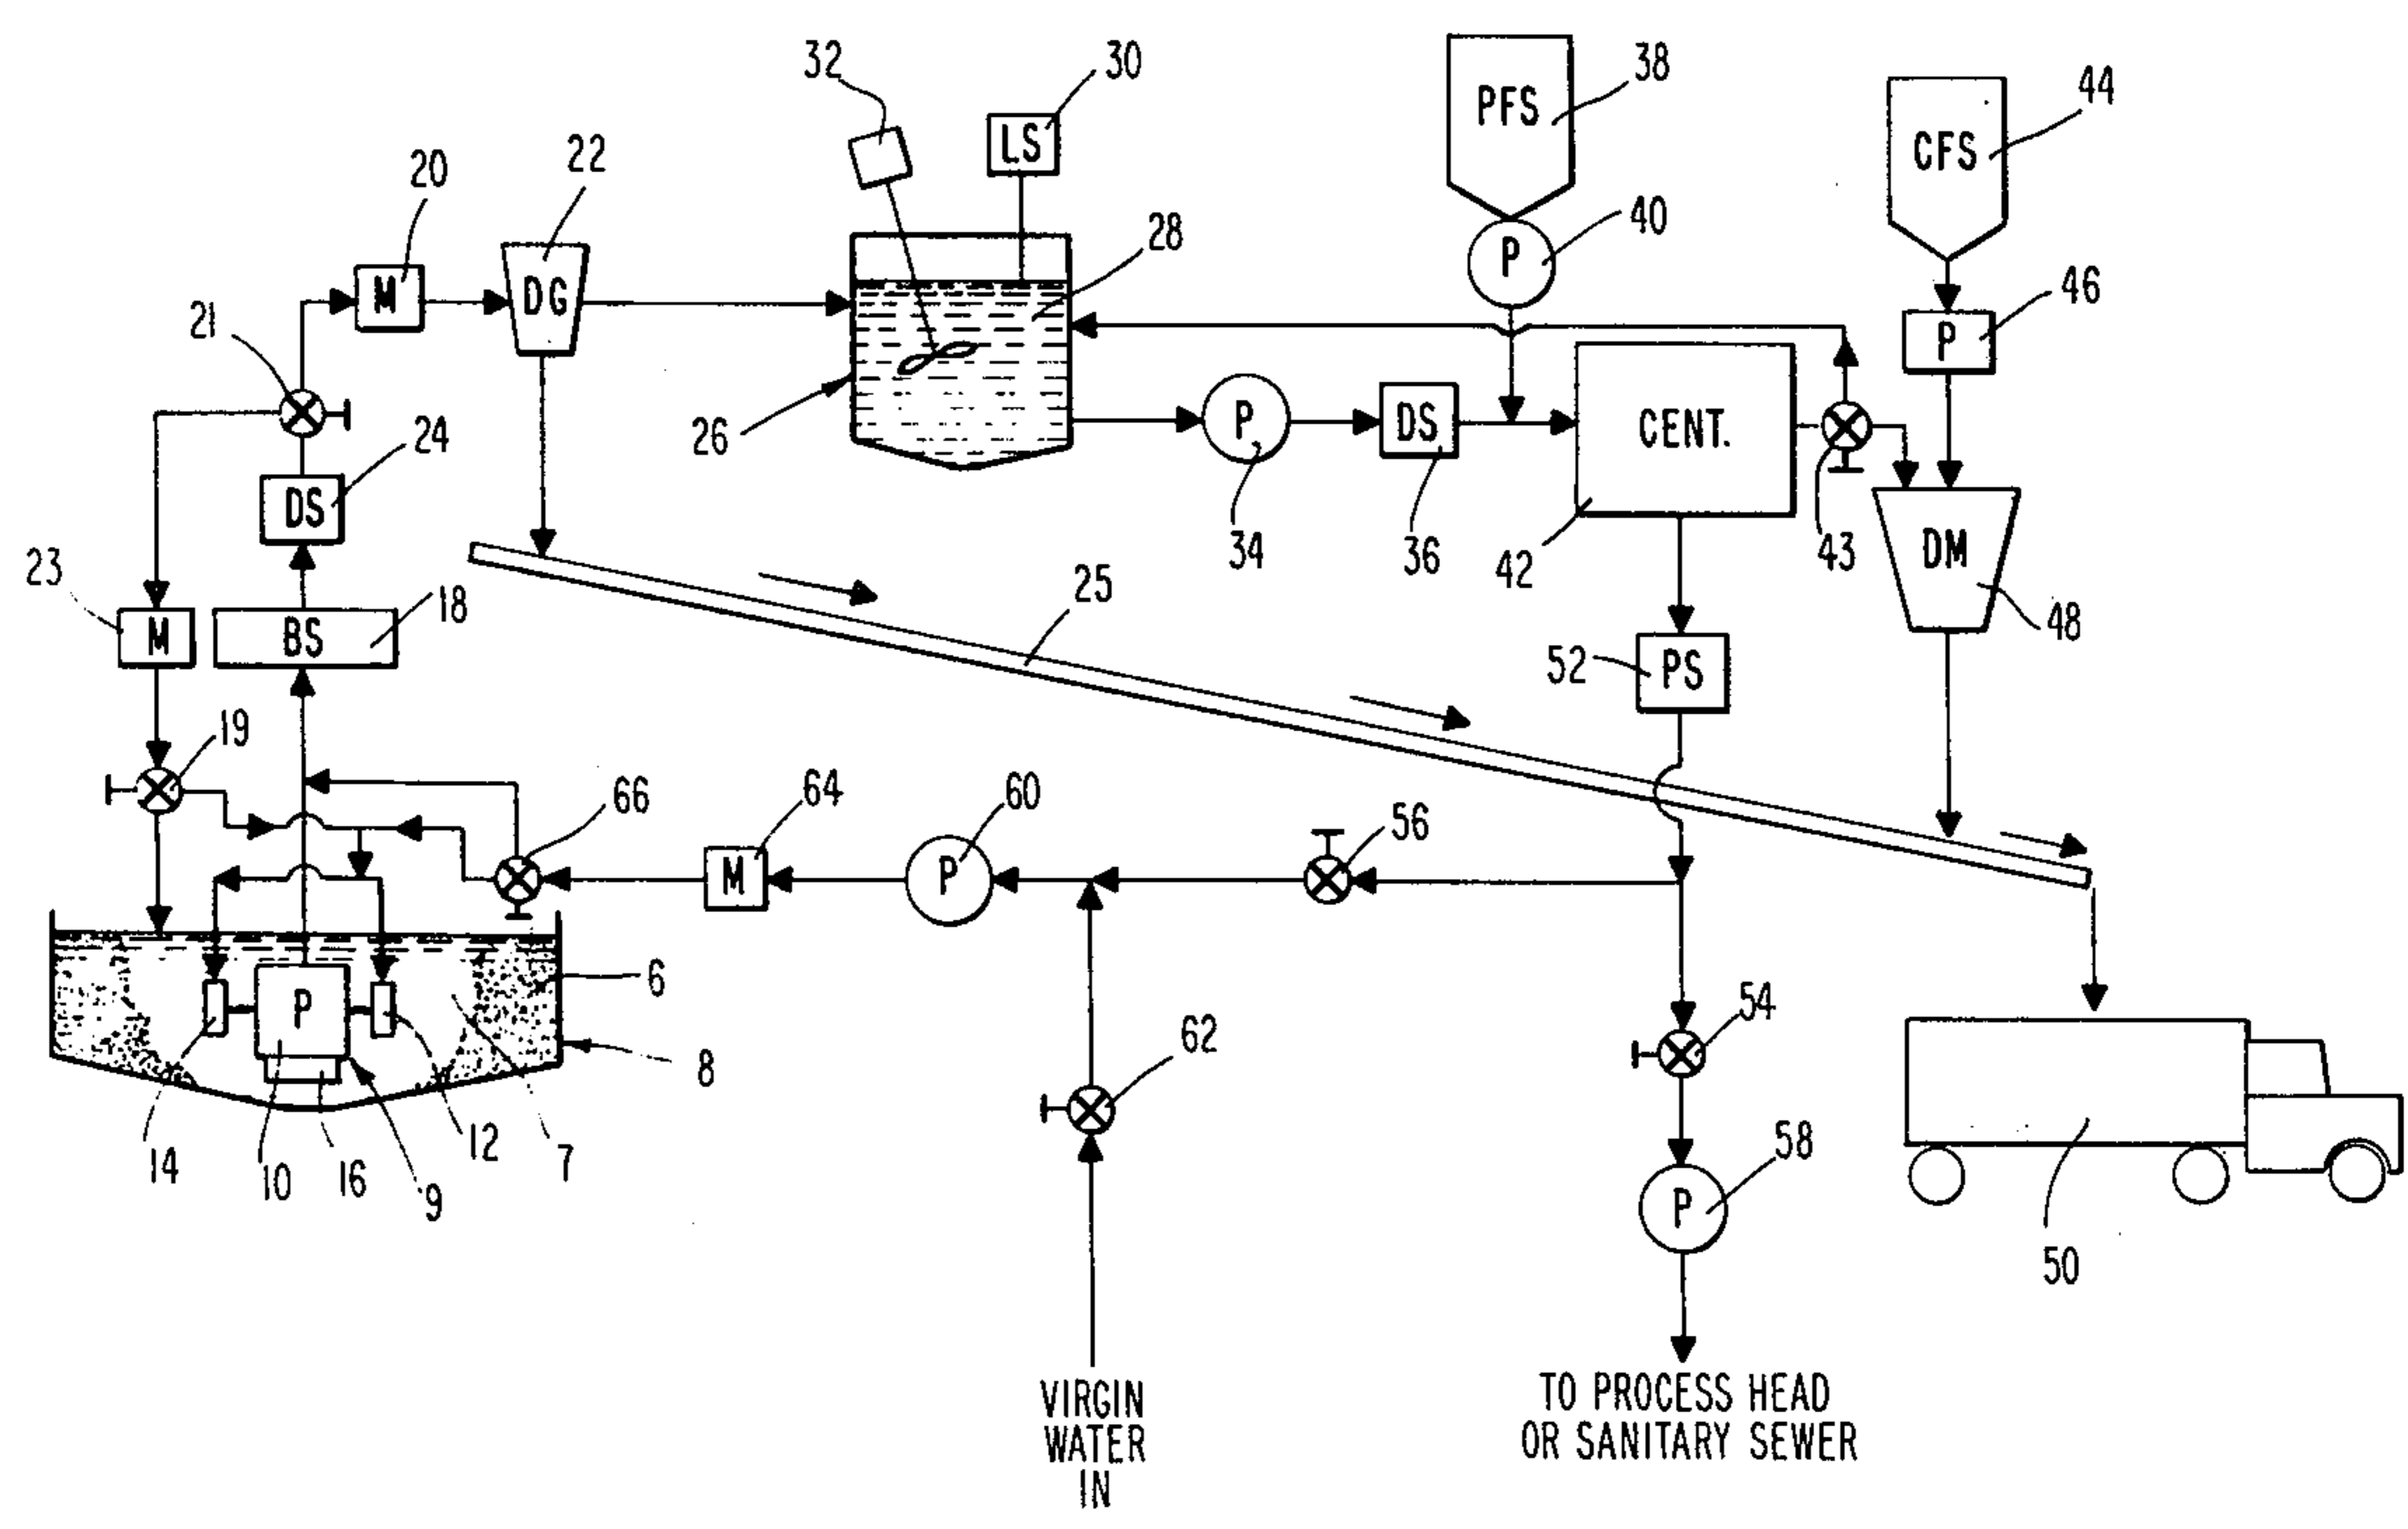 32
30
38
44
PFS
CFS
LS
22
20
28
40
P
46
21
M
DG
P
24
26
P
DS
CENT.
DS
34
36
42
43
DM
23
25
18
48
M
BS
52
PS
19
66
64
60
56
M
P
6
P
54
62
8
58
14
10
16
9
12
7
P
50
VIRGIN
WATER
IN
TO PROCESS HEAD
OR SANITARY SEWER